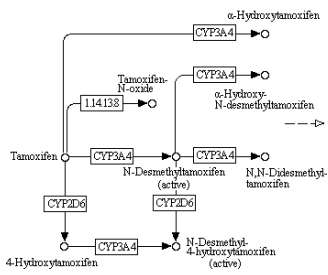 α-Hydroxytamoxifen
CYP3A4
CYP3A4
Tamoxifen-
N-oxide
α-Hydroxy-
N-desmethyltamoxifen
1.14.13.8
Tamoxifen
CYP3A4
CYP3A4
N-Desmethyltamoxifen
(active)
N,N-Didesmethyl-
tamoxifen
CYP2D6
CYP2D6
CYP3A4
4-Hydroxytamoxifen
N-Desmethyl-
4-hydroxytamoxifen
(active)